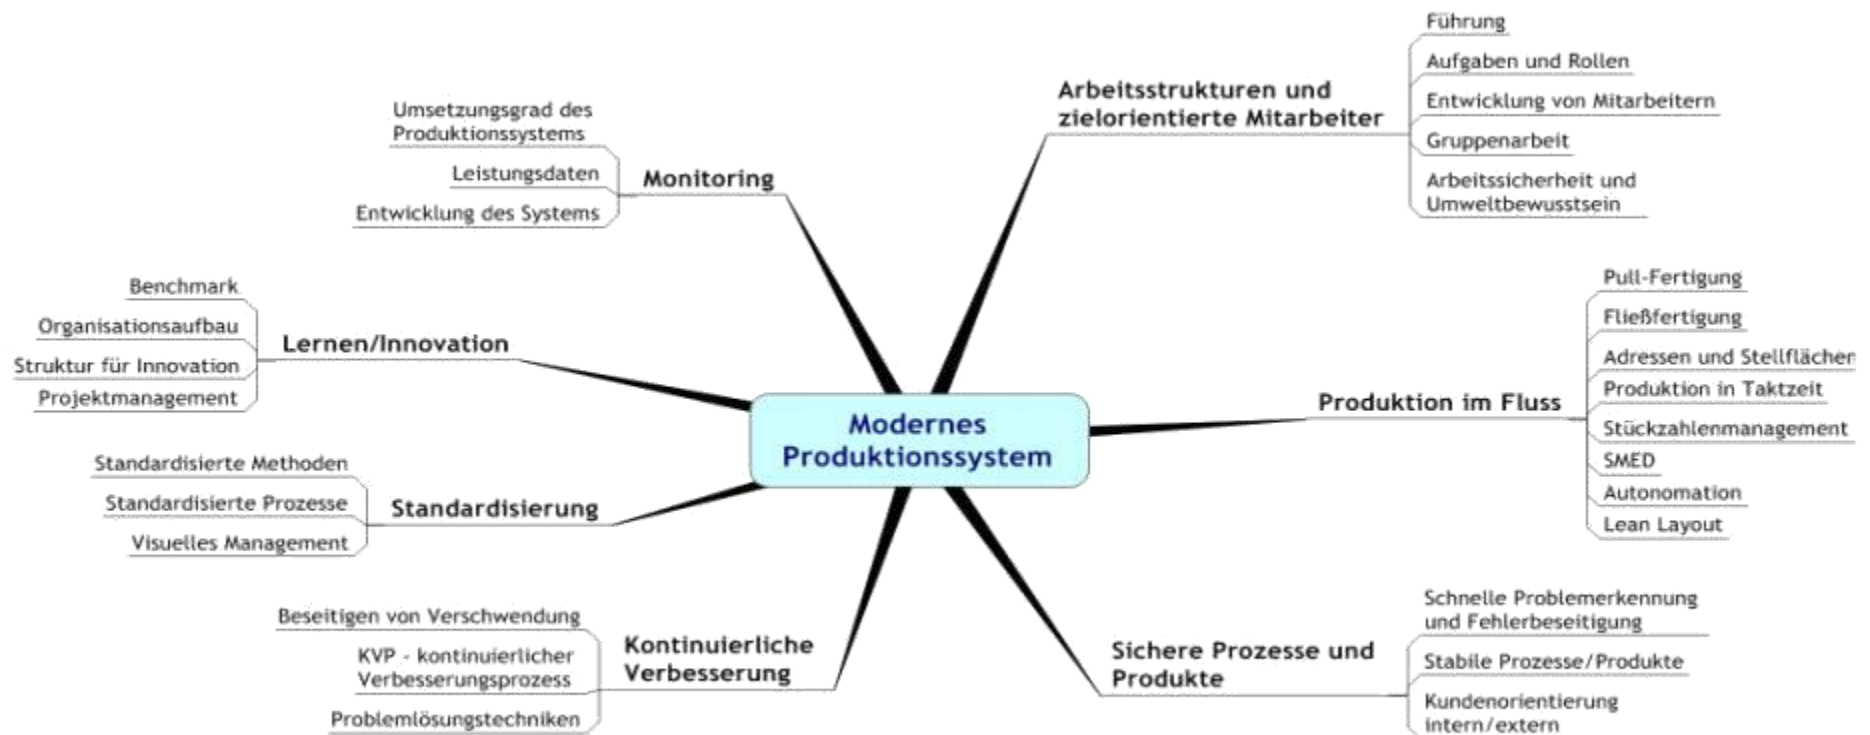 Modernes
Produktionssystem
Arbeitsstrukturen und
zielorientierte Mitarbeiter
Führung
Aufgaben und Rollen
Entwicklung von Mitarbeitern
Gruppenarbeit
Arbeitssicherheit und
Umweltbewusstsein
Produktion im Fluss
Pull-Fertigung
Fließfertigung
Adressen und Stellflächen
Produktion in Taktzeit
Stückzahlenmanagement
SMED
Autonomation
Lean Layout
Sichere Prozesse und
Produkte
Schnelle Problemerkennung
und Fehlerbeseitigung
Stabile Prozesse/Produkte
Kundenorientierung
intern/extern
Kontinuierliche
Verbesserung
Beseitigen von Verschwendung
KVP - kontinuierlicher
Verbesserungsprozess
Problemlösungstechniken
Standardisierung
Standardisierte Methoden
Standardisierte Prozesse
Visuelles Management
Lernen/Innovation
Benchmark
Organisationsaufbau
Struktur für Innovation
Projektmanagement
Monitoring
Umsetzungsgrad des
Produktionssystems
Leistungsdaten
Entwicklung des Systems